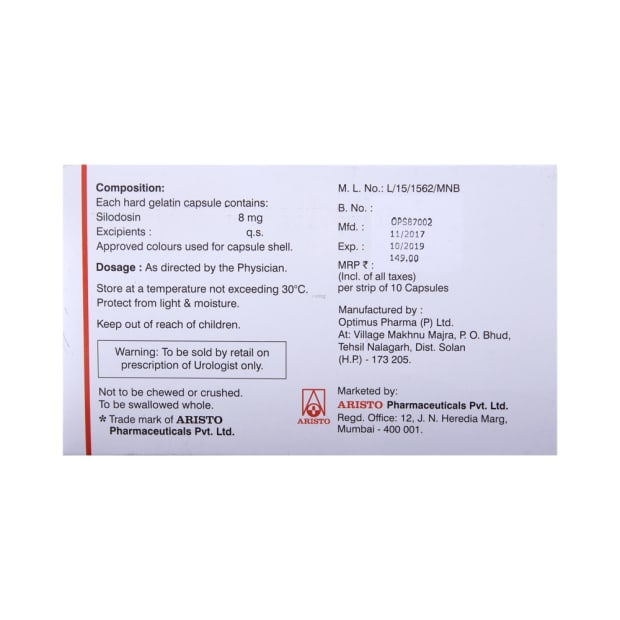 Composition:
Each hard gelatin capsule contains:
Silodosin 8 mg
Excipients : q.s.
Approved colours used for capsule shell.
Dosage : As directed by the Physician.
Store at a temperature not exceeding 30°C.
Protect from light & moisture.
Keep out of reach of children.
Warning: To be sold by retail on
prescription of Urologist only.
Not to be chewed or crushed.
To be swallowed whole.
* Trade mark of ARISTO
Pharmaceuticals Pvt. Ltd.
M. L. No.: L/15/1562/MNB
B. No. : OPS87002
Mfd. : 11/2017
Exp. : 10/2019
MRP ₹ : 149.00
(Incl. of all taxes)
per strip of 10 Capsules
Manufactured by :
Optimus Pharma (P) Ltd.
At: Village Makhnu Majra, P. O. Bhud,
Tehsil Nalagarh, Dist. Solan
(H.P.) - 173 205.
ARISTO
Marketed by:
ARISTO Pharmaceuticals Pvt. Ltd.
Regd. Office: 12, J. N. Heredia Marg,
Mumbai - 400 001.